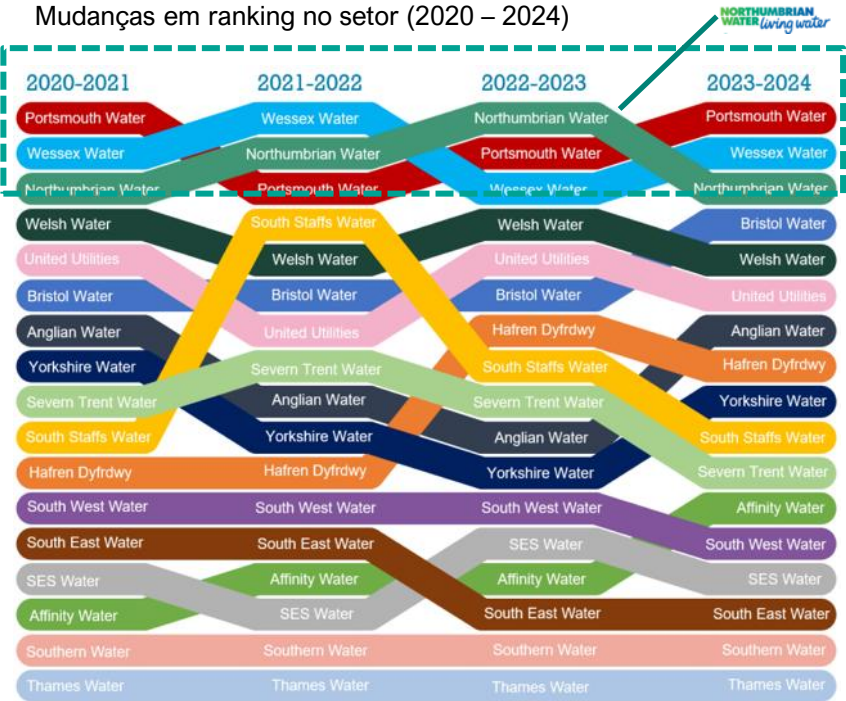 Mudanças em ranking no setor (2020 – 2024)
NORTHUMBRIAN
WATER living water
2020-2021 2021-2022 2022-2023 2023-2024
Portsmouth Water Wessex Water Northumbrian Water Portsmouth Water
Wessex Water Northumbrian Water Portsmouth Water Wessex Water
Northumbrian Water Portsmouth Water Wessex Water Northumbrian Water
Welsh Water South Staffs Water Welsh Water Bristol Water
United Utilities Welsh Water United Utilities Welsh Water
Bristol Water Bristol Water Bristol Water United Utilities
Anglian Water United Utilities Hafren Dyfrdwy Anglian Water
Yorkshire Water Severn Trent Water South Staffs Water Hafren Dyfrdwy
Severn Trent Water Anglian Water Severn Trent Water Yorkshire Water
South Staffs Water Yorkshire Water Anglian Water South Staffs Water
Hafren Dyfrdwy Hafren Dyfrdwy Yorkshire Water Severn Trent Water
South West Water South West Water South West Water Affinity Water
South East Water South East Water SES Water South West Water
SES Water Affinity Water Affinity Water SES Water
Affinity Water SES Water South East Water South East Water
Southern Water Southern Water Southern Water Southern Water
Thames Water Thames Water Thames Water Thames Water